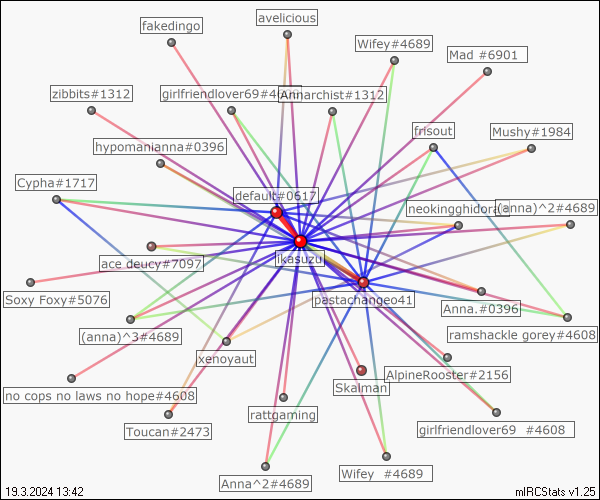 avelicious
fakedingo
Wifey#4689
Mad #6901
zibbits#1312
girlfriendlover69#4
Annarchist#1312
frisout
Mushy#1984
hypomanianna#0396
Cypha#1717
default#0617
neokingghidora
(anna)^2#4689
ikasuzu
ace deucy#7097
Soxy Foxy#5076
pastachangeo41
Anna.#0396
(anna)^3#4689
ramshackle gorey#4608
xenoyaut
AlpineRooster#2156
Skalman
no cops no laws no hope#4608
rattgaming
Toucan#2473
girlfriendlover69 #4608
Wifey #4689
Anna^2#4689
19.3.2024 13:42
mIRCStats v1.25